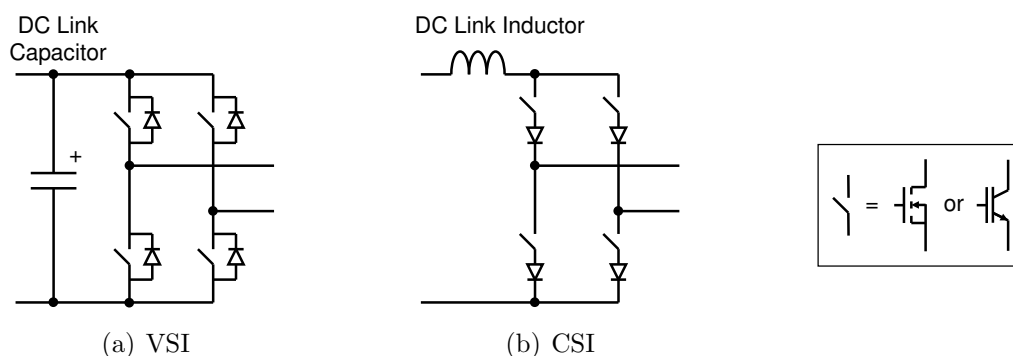 DC Link
Capacitor
DC Link Inductor
+
= or
(a) VSI
(b) CSI